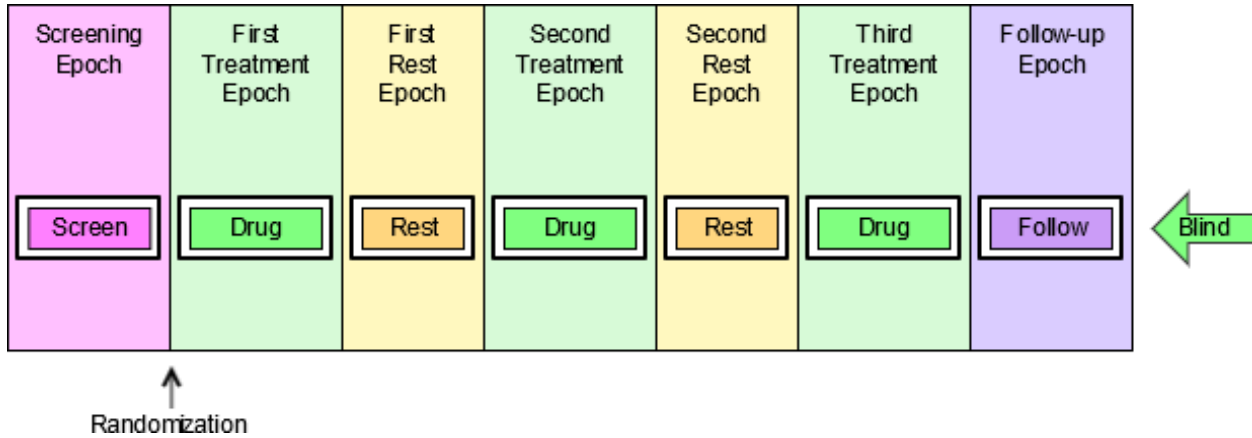 Screening
Epoch
First
Treatment
Epoch
First
Rest
Epoch
Second
Treatment
Epoch
Second
Rest
Epoch
Third
Treatment
Epoch
Follow-up
Epoch
Screen
Drug
Rest
Drug
Rest
Drug
Follow
Blind
Randomization